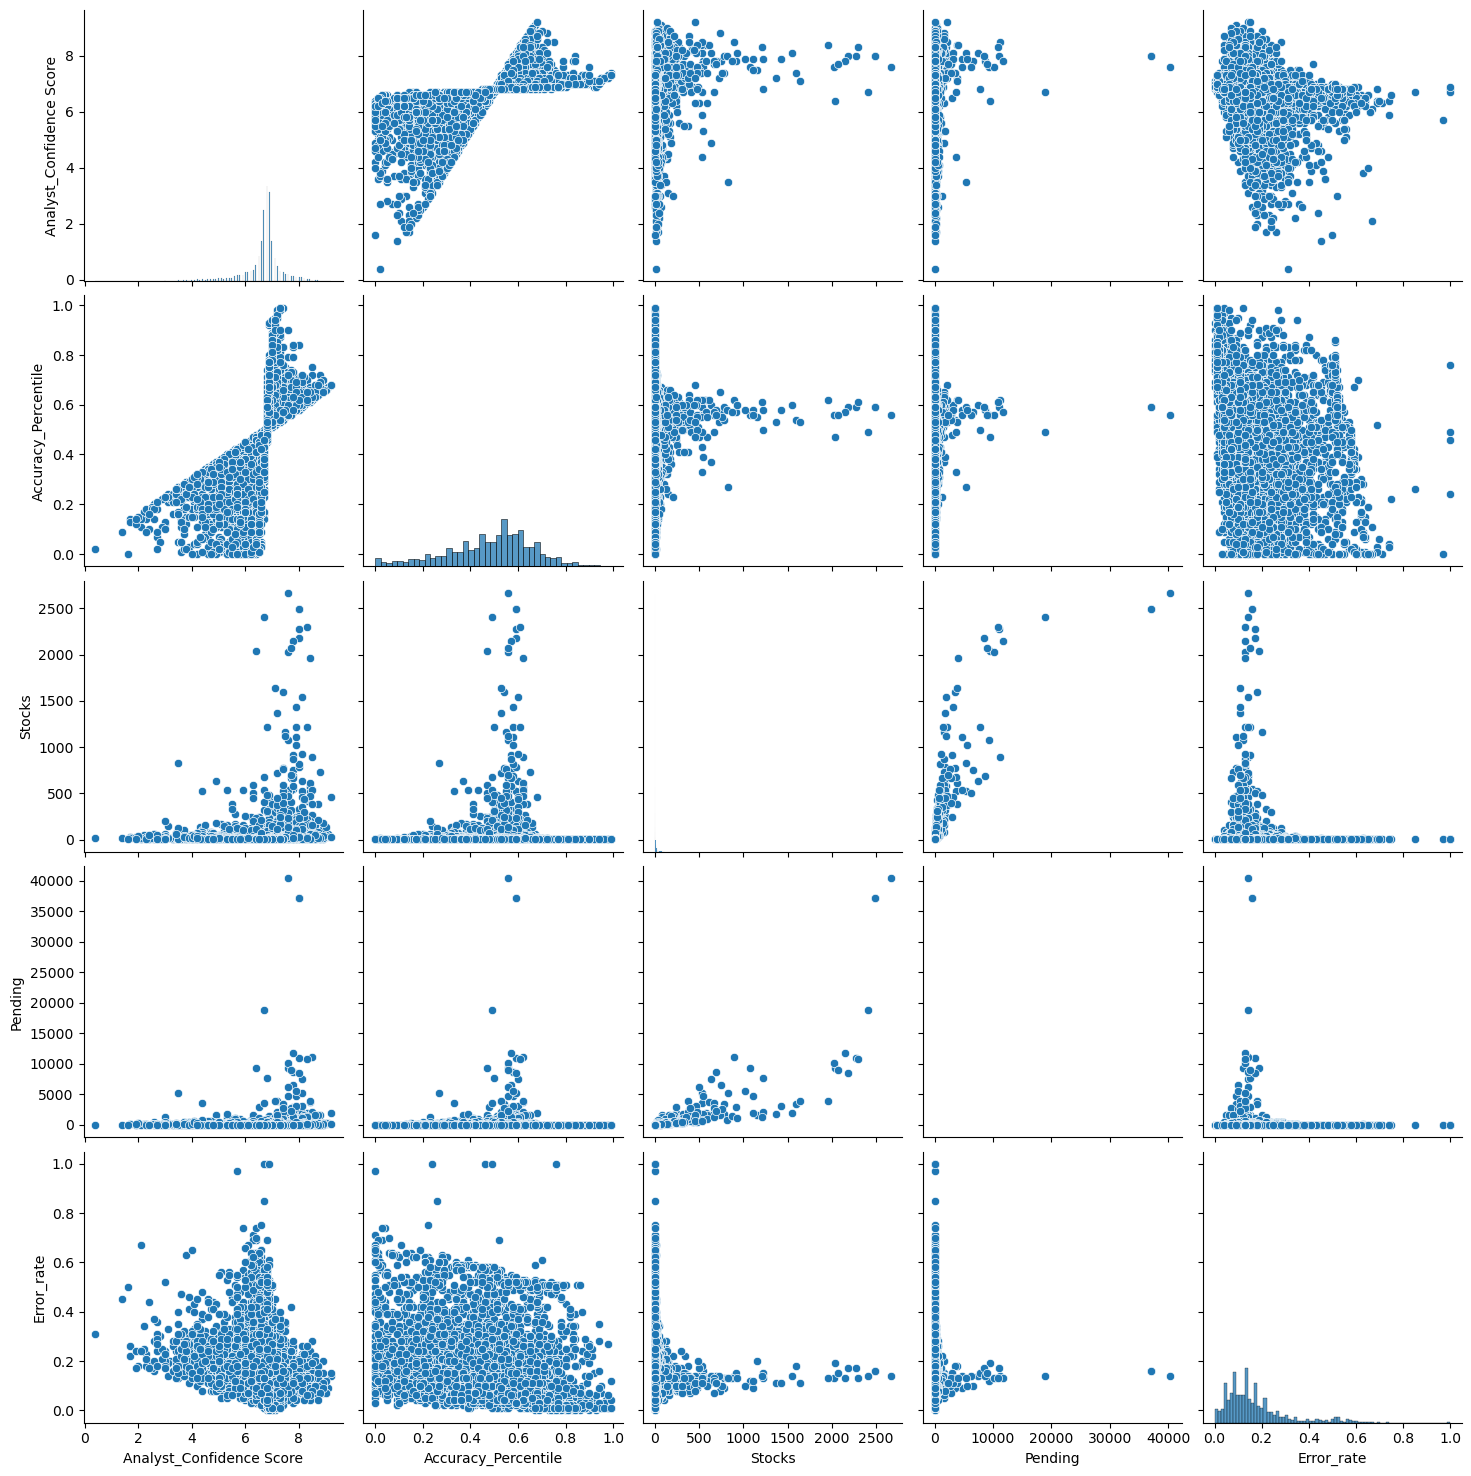 Analyst_Confidence Score
8
6
4
2
0
Accuracy_Percentile
1.0
0.8
0.6
0.4
0.2
0.0
Stocks
2500
2000
1500
1000
500
0
Pending
40000
35000
30000
25000
20000
15000
10000
5000
0
Error_rate
1.0
0.8
0.6
0.4
0.2
0.0
0 2 4 6 8
0.0 0.2 0.4 0.6 0.8 1.0
0 500 1000 1500 2000 2500
0 10000 20000 30000 40000
0.0 0.2 0.4 0.6 0.8 1.0
Analyst_Confidence Score
Accuracy_Percentile
Stocks
Pending
Error_rate